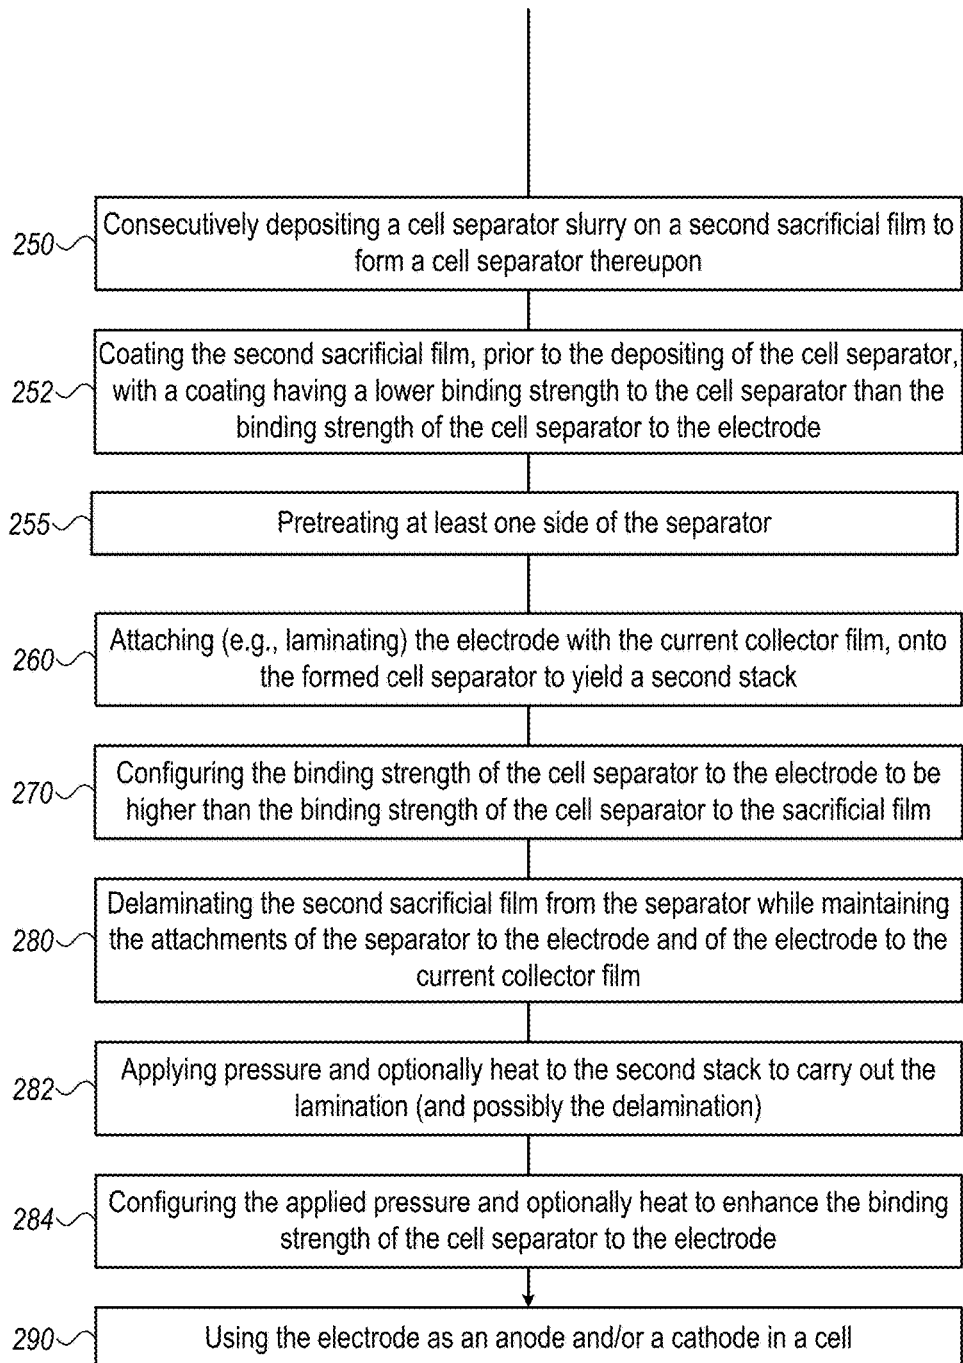 250
Consecutively depositing a cell separator slurry on a second sacrificial film to
form a cell separator thereupon
252
Coating the second sacrificial film, prior to the depositing of the cell separator,
with a coating having a lower binding strength to the cell separator than the
binding strength of the cell separator to the electrode
255
Pretreating at least one side of the separator
260
Attaching (e.g., laminating) the electrode with the current collector film, onto
the formed cell separator to yield a second stack
270
Configuring the binding strength of the cell separator to the electrode to be
higher than the binding strength of the cell separator to the sacrificial film
280
Delaminating the second sacrificial film from the separator while maintaining
the attachments of the separator to the electrode and of the electrode to the
current collector film
282
Applying pressure and optionally heat to the second stack to carry out the
lamination (and possibly the delamination)
284
Configuring the applied pressure and optionally heat to enhance the binding
strength of the cell separator to the electrode
290
Using the electrode as an anode and/or a cathode in a cell